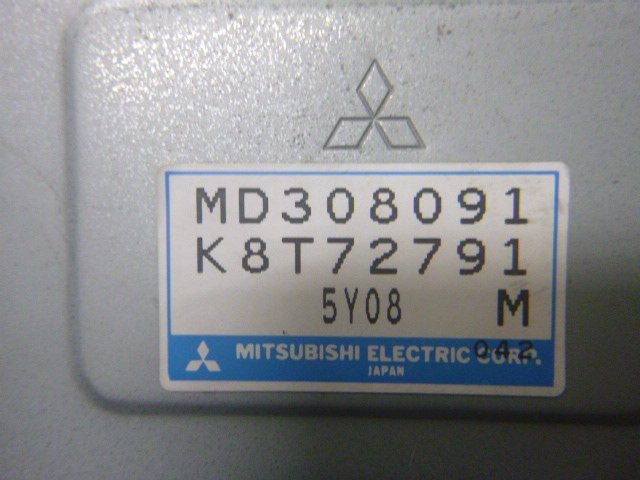 MD308091
K8T72791
5Y08 M
042
MITSUBISHI ELECTRIC CORP.
JAPAN